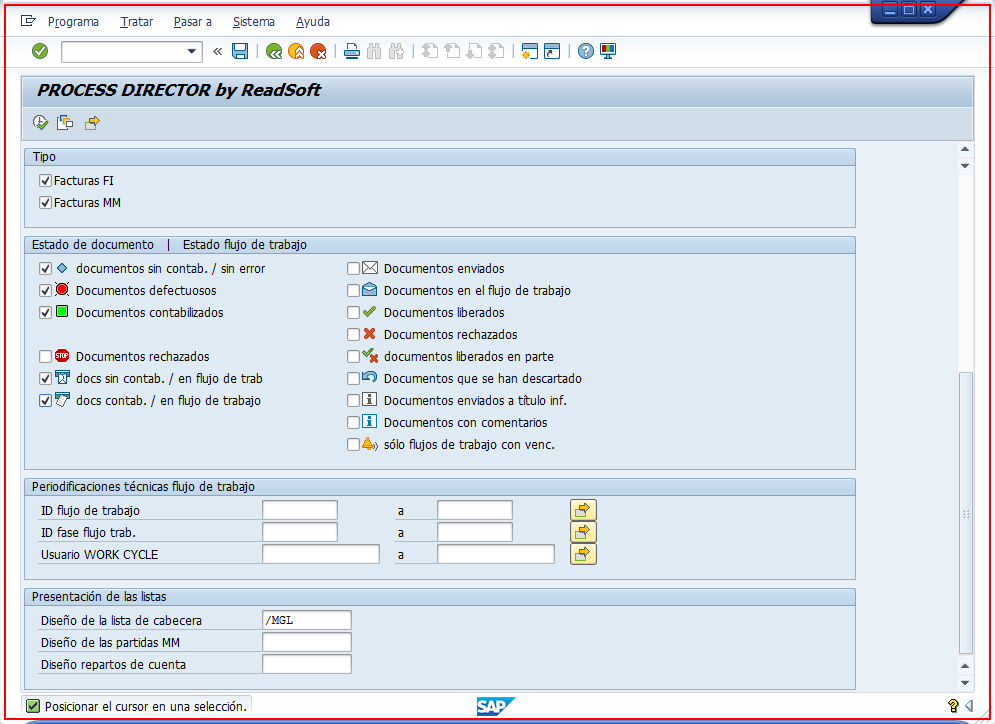 Programa Tratar Pasar a Sistema Ayuda
«
PROCESS DIRECTOR by ReadSoft
Tipo
Facturas FI
Facturas MM
Estado de documento | Estado flujo de trabajo
documentos sin contab. / sin error Documentos enviados
Documentos defectuosos Documentos en el flujo de trabajo
Documentos contabilizados Documentos liberados
Documentos rechazados
STOP Documentos rechazados documentos liberados en parte
docs sin contab. / en flujo de trab Documentos que se han descartado
docs contab. / en flujo de trabajo Documentos enviados a título inf.
Documentos con comentarios
sólo flujos de trabajo con venc.
Periodificaciones técnicas flujo de trabajo
ID flujo de trabajo a
ID fase flujo trab. a
Usuario WORK CYCLE a
Presentación de las listas
Diseño de la lista de cabecera /MGL
Diseño de las partidas MM
Diseño repartos de cuenta
Posicionar el cursor en una selección. SAP